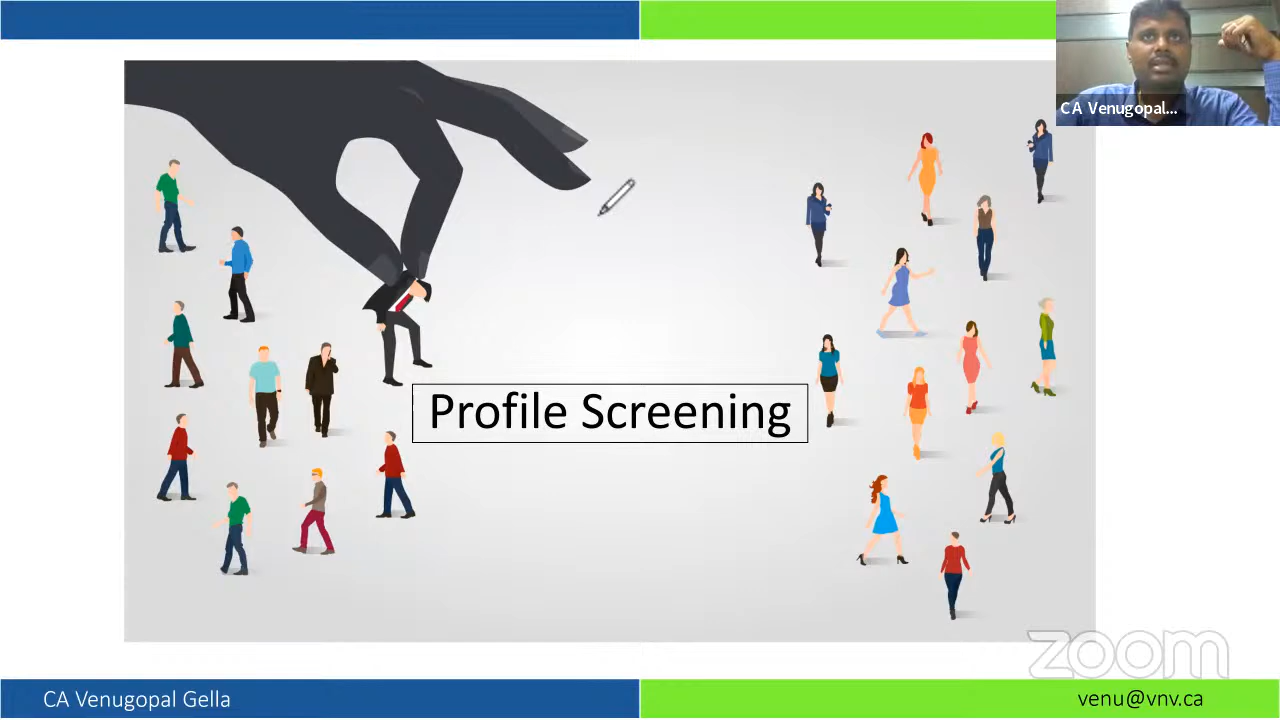 CA Venugopal...
Profile Screening
zoom
CA Venugopal Gella
venu@vnv.ca